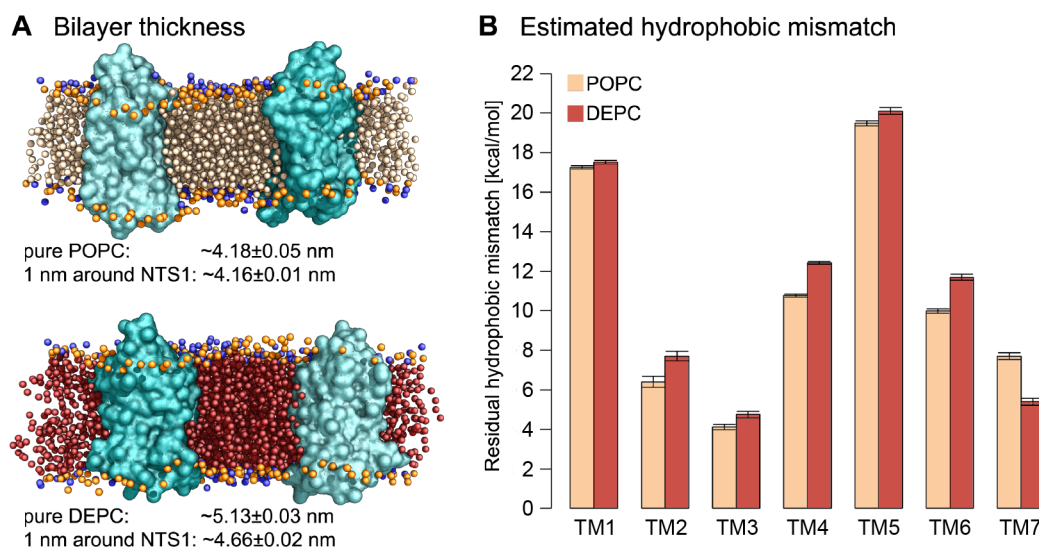 A Bilayer thickness
pure POPC: ~4.18±0.05 nm
1 nm around NTS1: ~4.16±0.01 nm
pure DEPC: ~5.13±0.03 nm
1 nm around NTS1: ~4.66±0.02 nm
B Estimated hydrophobic mismatch
Residual hydrophobic mismatch [kcal/mol]
22
20
18
16
14
12
10
8
6
4
2
0
POPC
DEPC
TM1 TM2 TM3 TM4 TM5 TM6 TM7